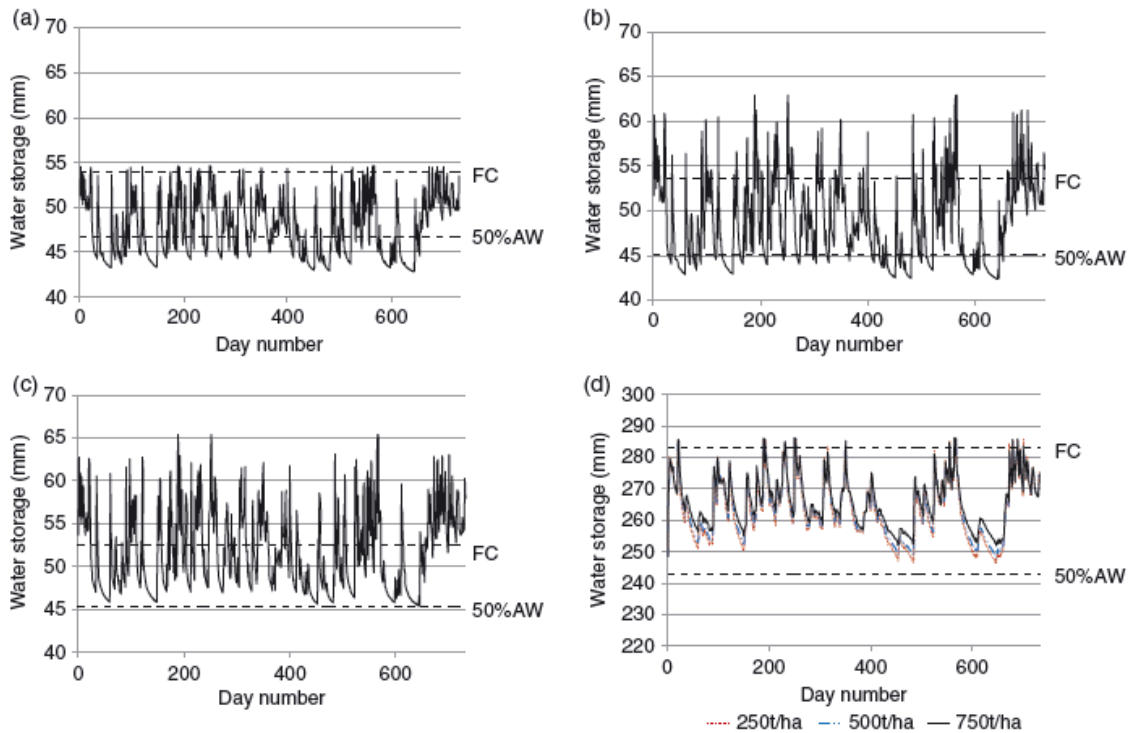 (a)
70
65
60
55
50
45
40
Water storage (mm)
FC
50%AW
0 200 400 600
Day number
(b)
70
65
60
55
50
45
40
Water storage (mm)
FC
50%AW
0 200 400 600
Day number
(c)
70
65
60
55
50
45
40
Water storage (mm)
FC
50%AW
0 200 400 600
Day number
(d)
300
290
280
270
260
250
240
230
220
Water storage (mm)
FC
50%AW
0 200 400 600
Day number
250t/ha 500t/ha 750t/ha